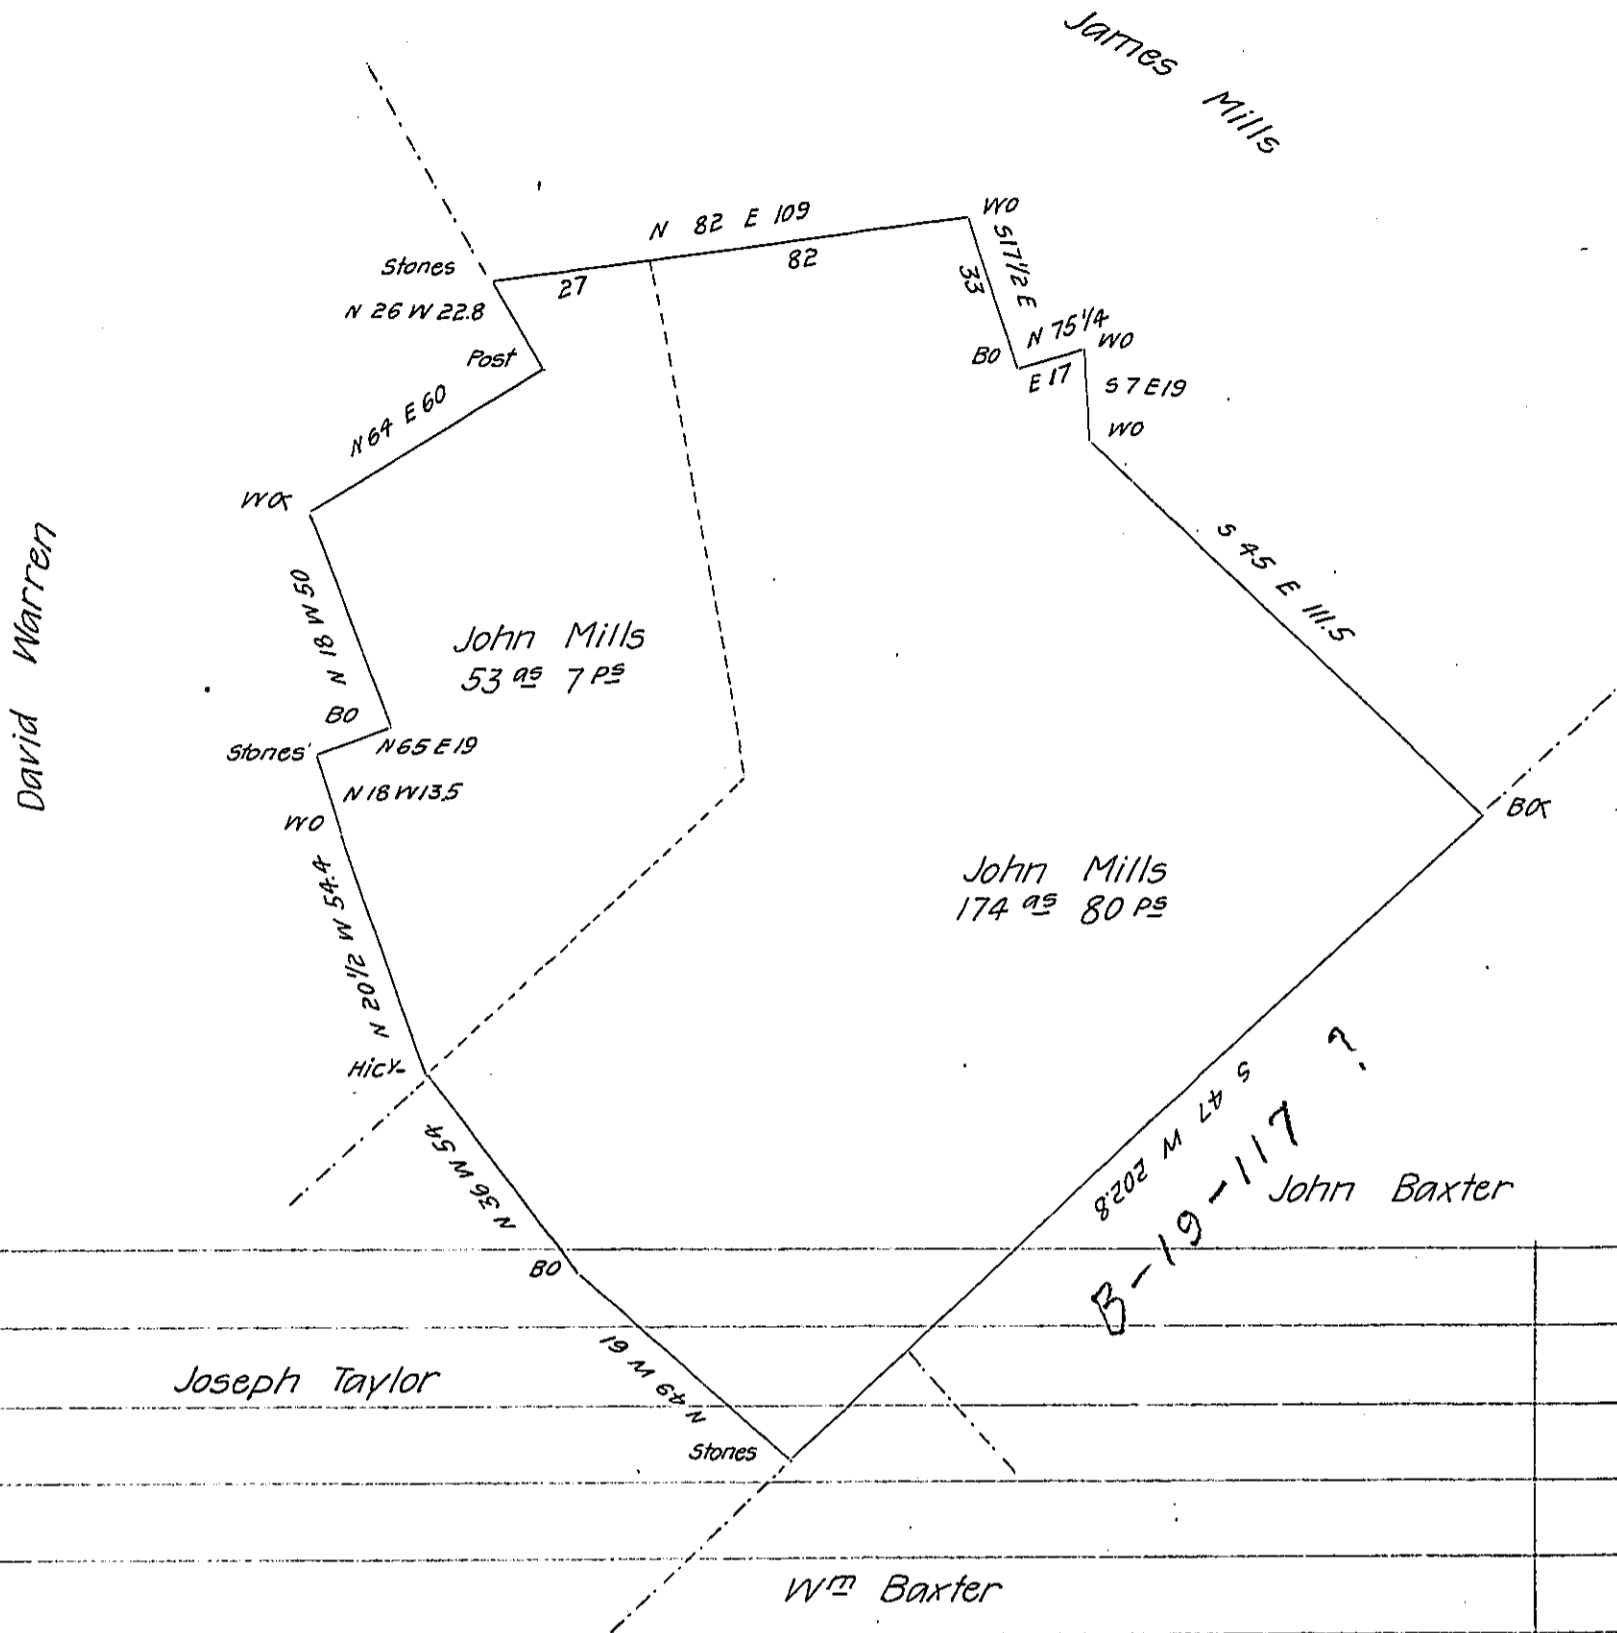 James Mills
N 82 E 109
27
82
WO
Stones
N 26 W 22.8
Post
S 17 1/2 E
33
BO
N 75 1/4
E 17
WO
S 7 E 19
WO
N 64 E 60
David Warren
N 18 W 50
BO
Stones
N 65 E 19
N 18 W 13.5
WO
N 20 1/2 W 54.4
Hicy-
John Mills
53 as 7 Ps
S 45 E 111.5
John Mills
174 as 80 Ps
S 47 W 202.8
B-19-117 ?
John Baxter
N 36 W 54
BO
N 49 W 61
Stones
Joseph Taylor
Wm Baxter